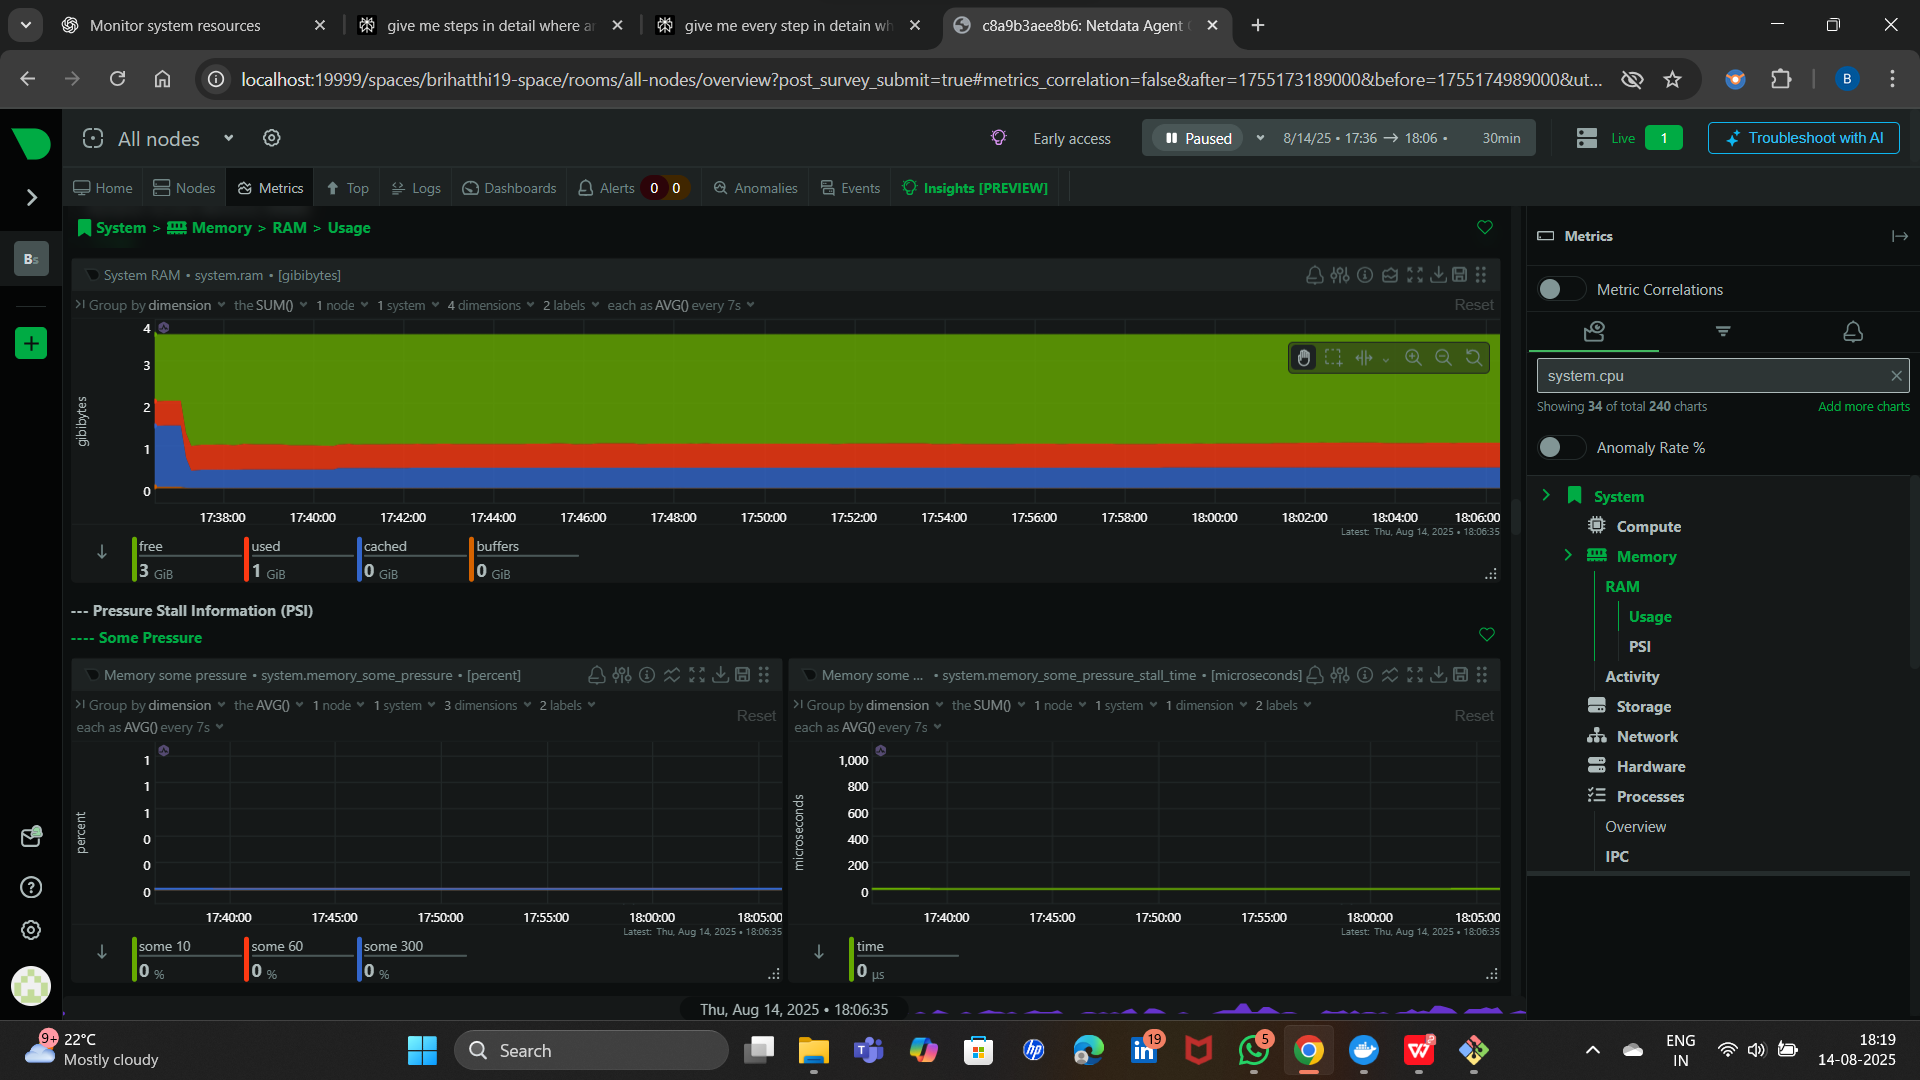 Monitor system resources
give me steps in detail where ar
give me every step in detain wh
c8a9b3aee8b6: Netdata Agent
localhost:19999/spaces/brihatthi19-space/rooms/all-nodes/overview?post_survey_submit=true#metrics_correlation=false&after=1755173189000&before=1755174989000&ut...
B
All nodes
Early access
Paused
8/14/25 • 17:36 → 18:06 •
30min
Live
1
Troubleshoot with AI
Home
Nodes
Metrics
Top
Logs
Dashboards
Alerts 0 0
Anomalies
Events
Insights [PREVIEW]
Bs
System > Memory > RAM > Usage
System RAM • system.ram • [gibibytes]
Group by dimension the SUM() 1 node 1 system 4 dimensions 2 labels each as AVG() every 7s
Reset
gibibytes
4
3
2
1
0
17:38:00 17:40:00 17:42:00 17:44:00 17:46:00 17:48:00 17:50:00 17:52:00 17:54:00 17:56:00 17:58:00 18:00:00 18:02:00 18:04:00 18:06:00
Latest: Thu, Aug 14, 2025 • 18:06:35
free used cached buffers
3 GiB 1 GiB 0 GiB 0 GiB
--- Pressure Stall Information (PSI)
---- Some Pressure
Memory some pressure • system.memory_some_pressure • [percent]
Group by dimension the AVG() 1 node 1 system 3 dimensions 2 labels
each as AVG() every 7s
Reset
percent
1
1
1
0
0
0
17:40:00 17:45:00 17:50:00 17:55:00 18:00:00 18:05:00
Latest: Thu, Aug 14, 2025 • 18:06:35
some 10 some 60 some 300
0 % 0 % 0 %
Memory some ... • system.memory_some_pressure_stall_time • [microseconds]
Group by dimension the SUM() 1 node 1 system 1 dimension 2 labels
each as AVG() every 7s
Reset
microseconds
1,000
800
600
400
200
0
17:40:00 17:45:00 17:50:00 17:55:00 18:00:00 18:05:00
Latest: Thu, Aug 14, 2025 • 18:06:35
time
0 µs
Thu, Aug 14, 2025 • 18:06:35
Metrics
Metric Correlations
system.cpu
Showing 34 of total 240 charts
Add more charts
Anomaly Rate %
System
Compute
Memory
RAM
Usage
PSI
Activity
Storage
Network
Hardware
Processes
Overview
IPC
9+
22°C
Mostly cloudy
Search
19
5
ENG
IN
18:19
14-08-2025